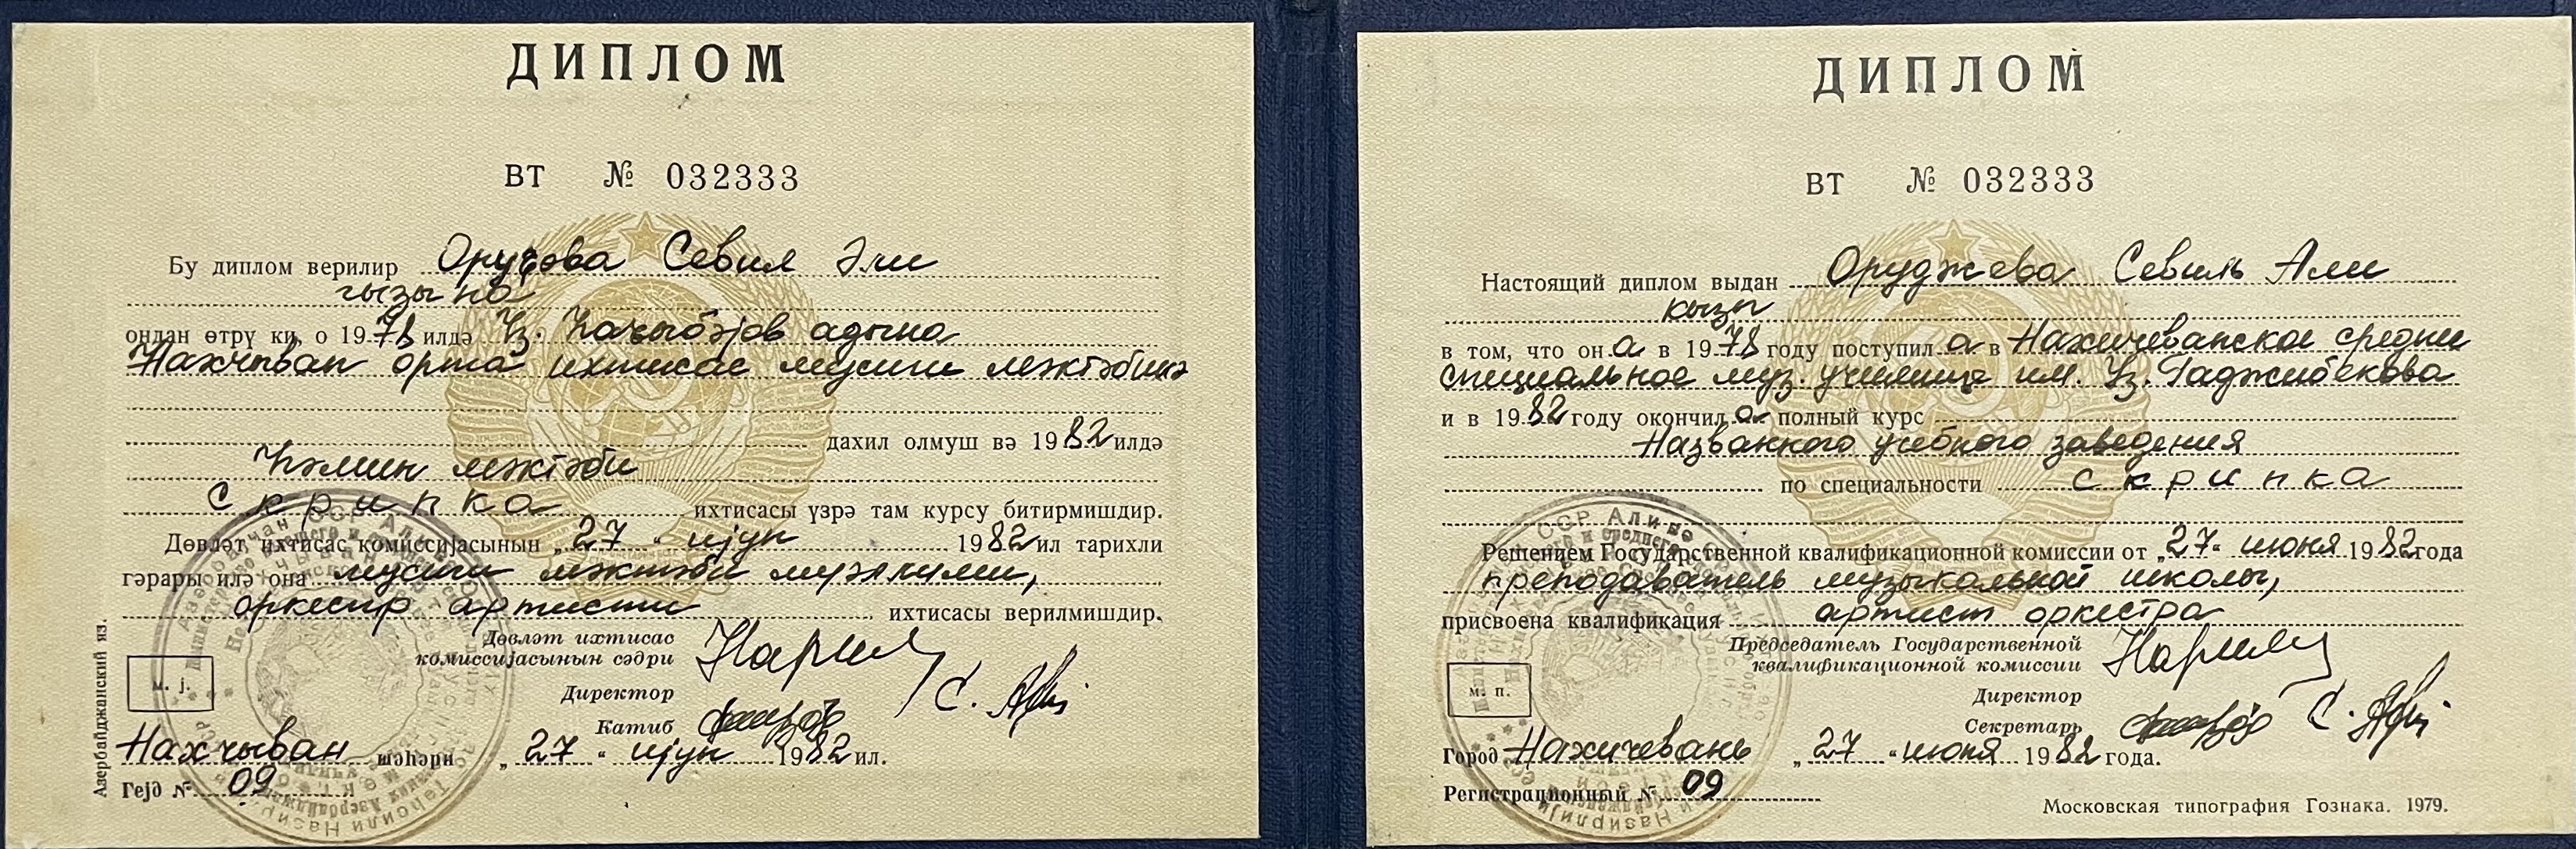 ДИПЛОМ
ВТ № 032333
Бу диплом верилир Оруҹова Севил Әли
гызына
ондан өтрү ки, о 1978 илдә Үз. Һаҹыбәјов адына
Нахчыван орта ихтисас мусиги мәктәбинә
дахил олмуш вә 1982 илдә
Һәмин мәктәби
Скрипка ихтисасы үзрә там курсу битирмишдир.
Дөвләт ихтисас комиссијасынын „27“ ијун 1982 ил тарихли
гәрары илә она мусиги мәктәби мүәллими,
оркестр артисти ихтисасы верилмишдир.
Дөвләт ихтисас
комиссијасынын сәдри
Директор
Катиб
М. Ј.
Нахчыван шәһәри „27“ ијун 1982 ил.
Гејд № 09
Азербайджанский из.
ДИПЛОМ
ВТ № 032333
Настоящий диплом выдан Оруджева Севиль Али
кызы
в том, что она в 1978 году поступила в Нахичеванское средне
специальное муз. училище им. Уз. Гаджибекова
и в 1982 году окончила полный курс
Названного учебного заведения
по специальности скрипка
Решением Государственной квалификационной комиссии от „27“ июня 1982 года
преподаватель музыкальной школы,
присвоена квалификация артист оркестра
Председатель Государственной
квалификационной комиссии
Директор
Секретарь
М. П.
Город Нахичевань „27“ июня 1982 года.
Регистрационный № 09
Московская типография Гознака. 1979.